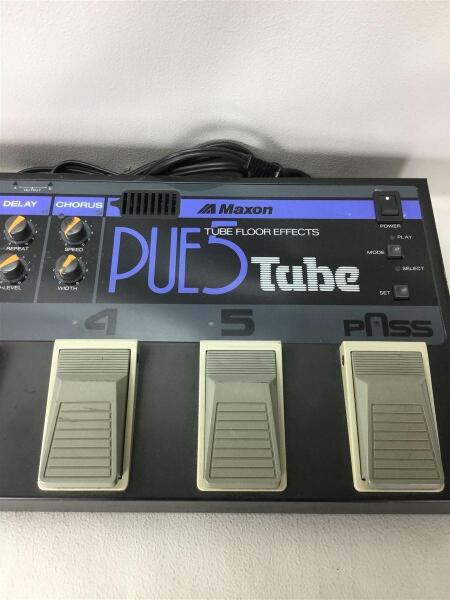 OUTPUT
DELAY
CHORUS
Maxon
TUBE FLOOR EFFECTS
PUE5 Tube
POWER
PLAY
MODE
SELECT
SET
REPEAT
SPEED
-LEVEL
WIDTH
4
5
PASS